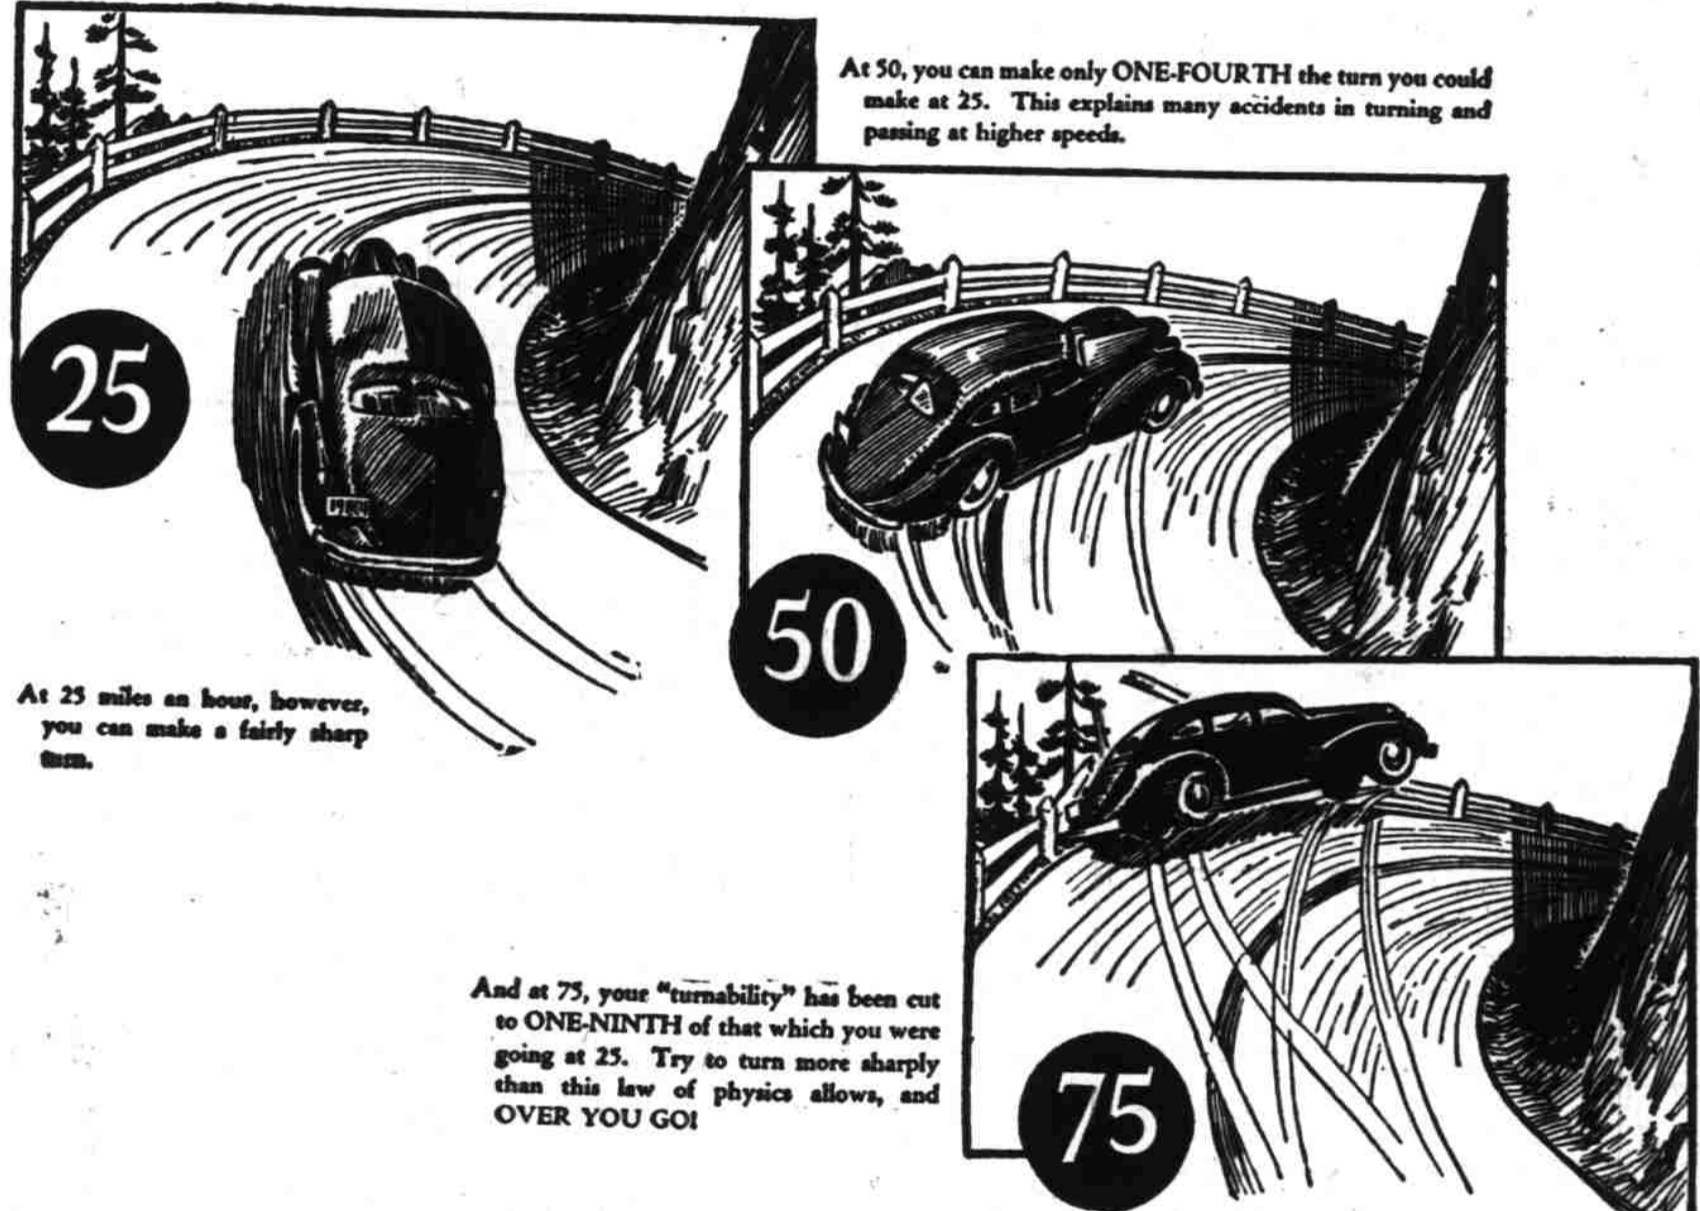 At 50, you can make only ONE-FOURTH the turn you could
make at 25. This explains many accidents in turning and
passing at higher speeds.
25
50
At 25 miles an hour, however,
you can make a fairly sharp
turn.
And at 75, your "turnability" has been cut
to ONE-NINTH of that which you were
going at 25. Try to turn more sharply
than this law of physics allows, and
OVER YOU GO!
75